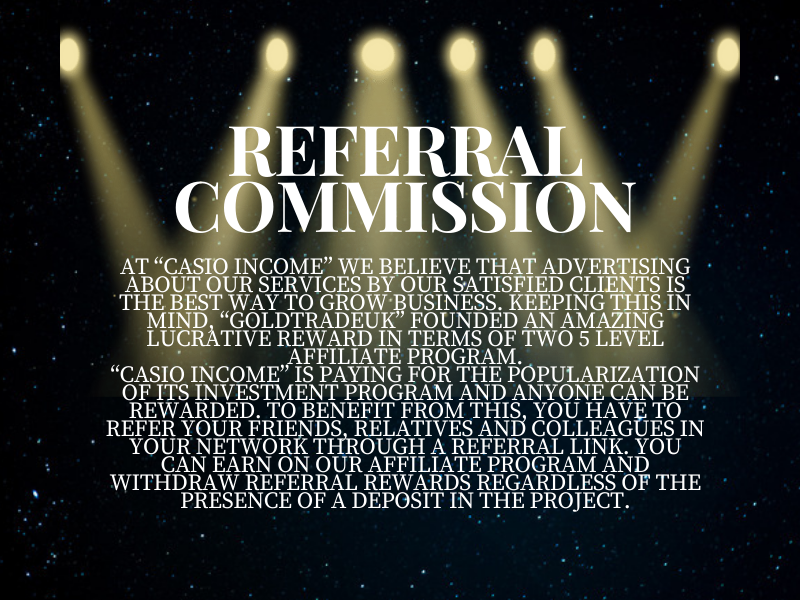 REFERRAL
COMMISSION
AT “CASIO INCOME” WE BELIEVE THAT ADVERTISING
ABOUT OUR SERVICES BY OUR SATISFIED CLIENTS IS
THE BEST WAY TO GROW BUSINESS. KEEPING THIS IN
MIND, “GOLDTRADEUK” FOUNDED AN AMAZING
LUCRATIVE REWARD IN TERMS OF TWO 5 LEVEL
AFFILIATE PROGRAM.
“CASIO INCOME” IS PAYING FOR THE POPULARIZATION
OF ITS INVESTMENT PROGRAM AND ANYONE CAN BE
REWARDED. TO BENEFIT FROM THIS, YOU HAVE TO
REFER YOUR FRIENDS, RELATIVES AND COLLEAGUES IN
YOUR NETWORK THROUGH A REFERRAL LINK. YOU
CAN EARN ON OUR AFFILIATE PROGRAM AND
WITHDRAW REFERRAL REWARDS REGARDLESS OF THE
PRESENCE OF A DEPOSIT IN THE PROJECT.